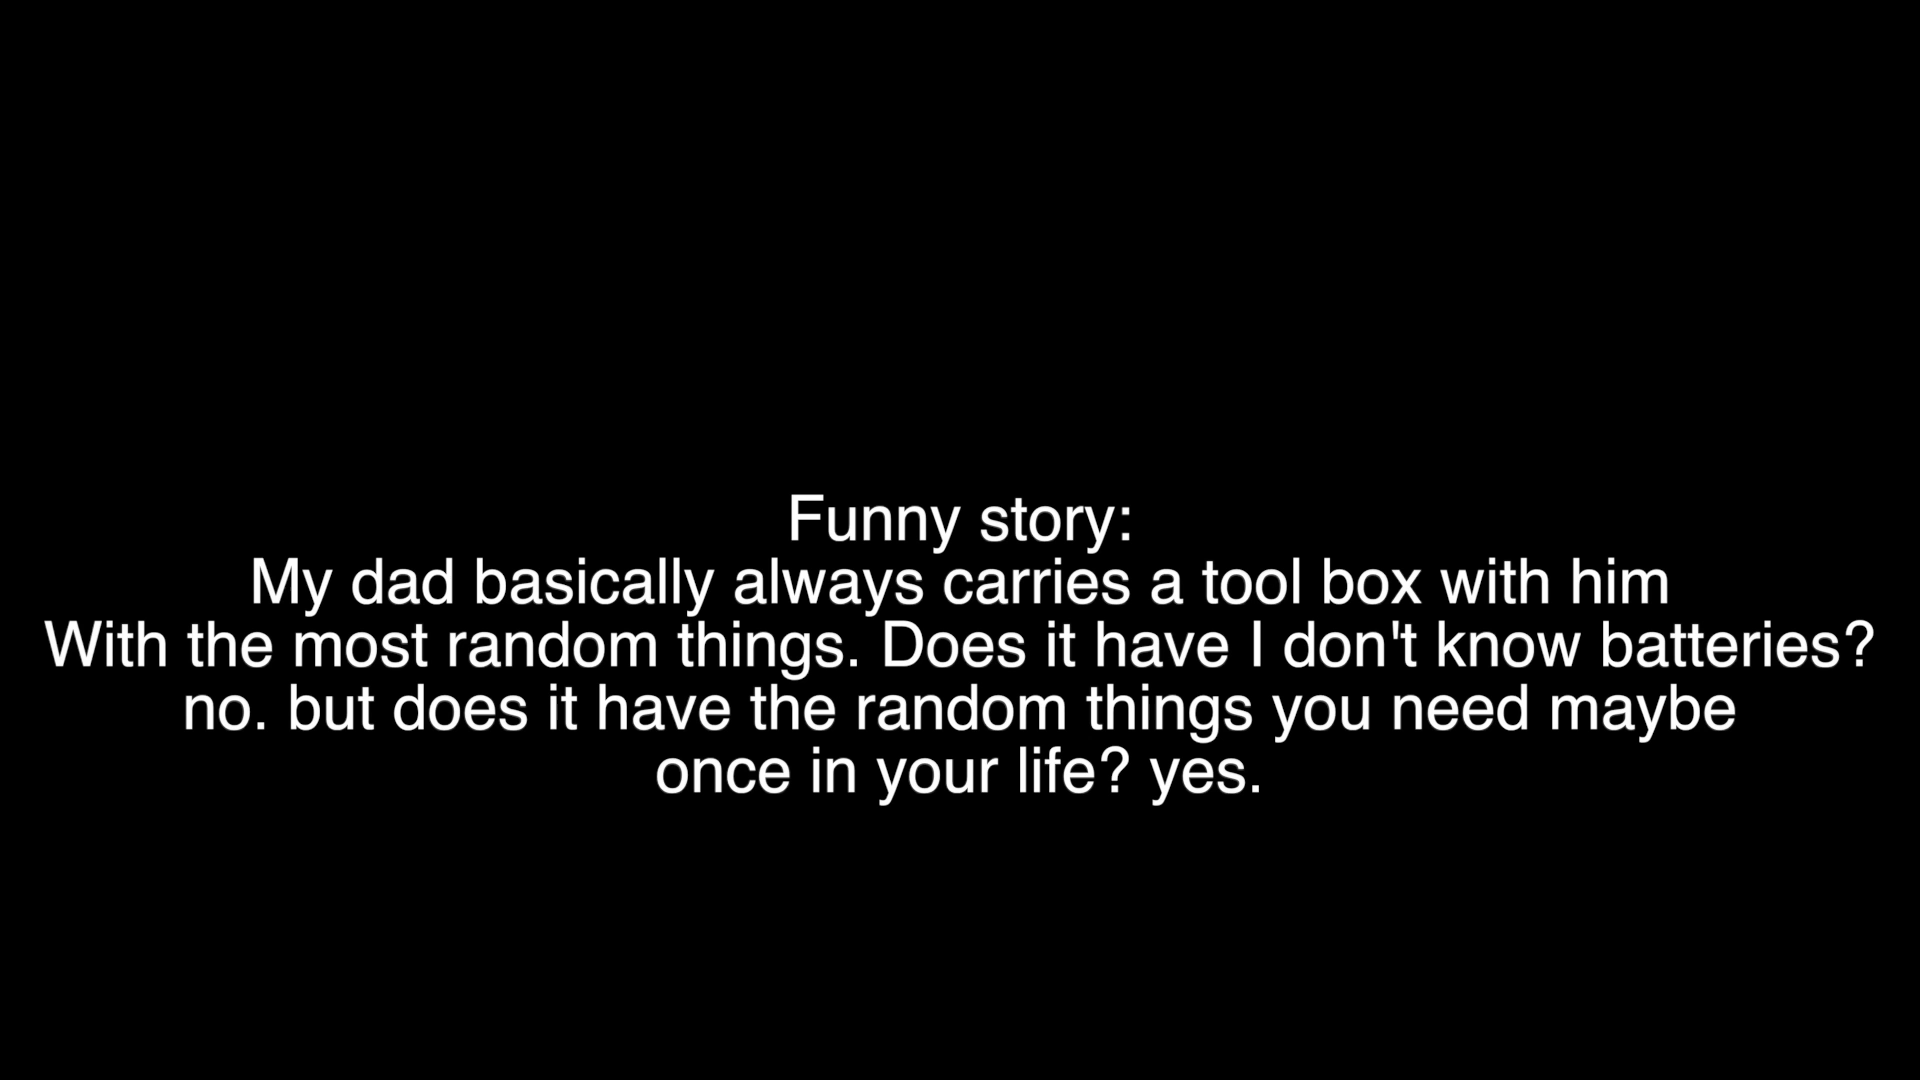 Funny story:
My dad basically always carries a tool box with him
With the most random things. Does it have I don't know batteries?
no. but does it have the random things you need maybe
once in your life? yes.